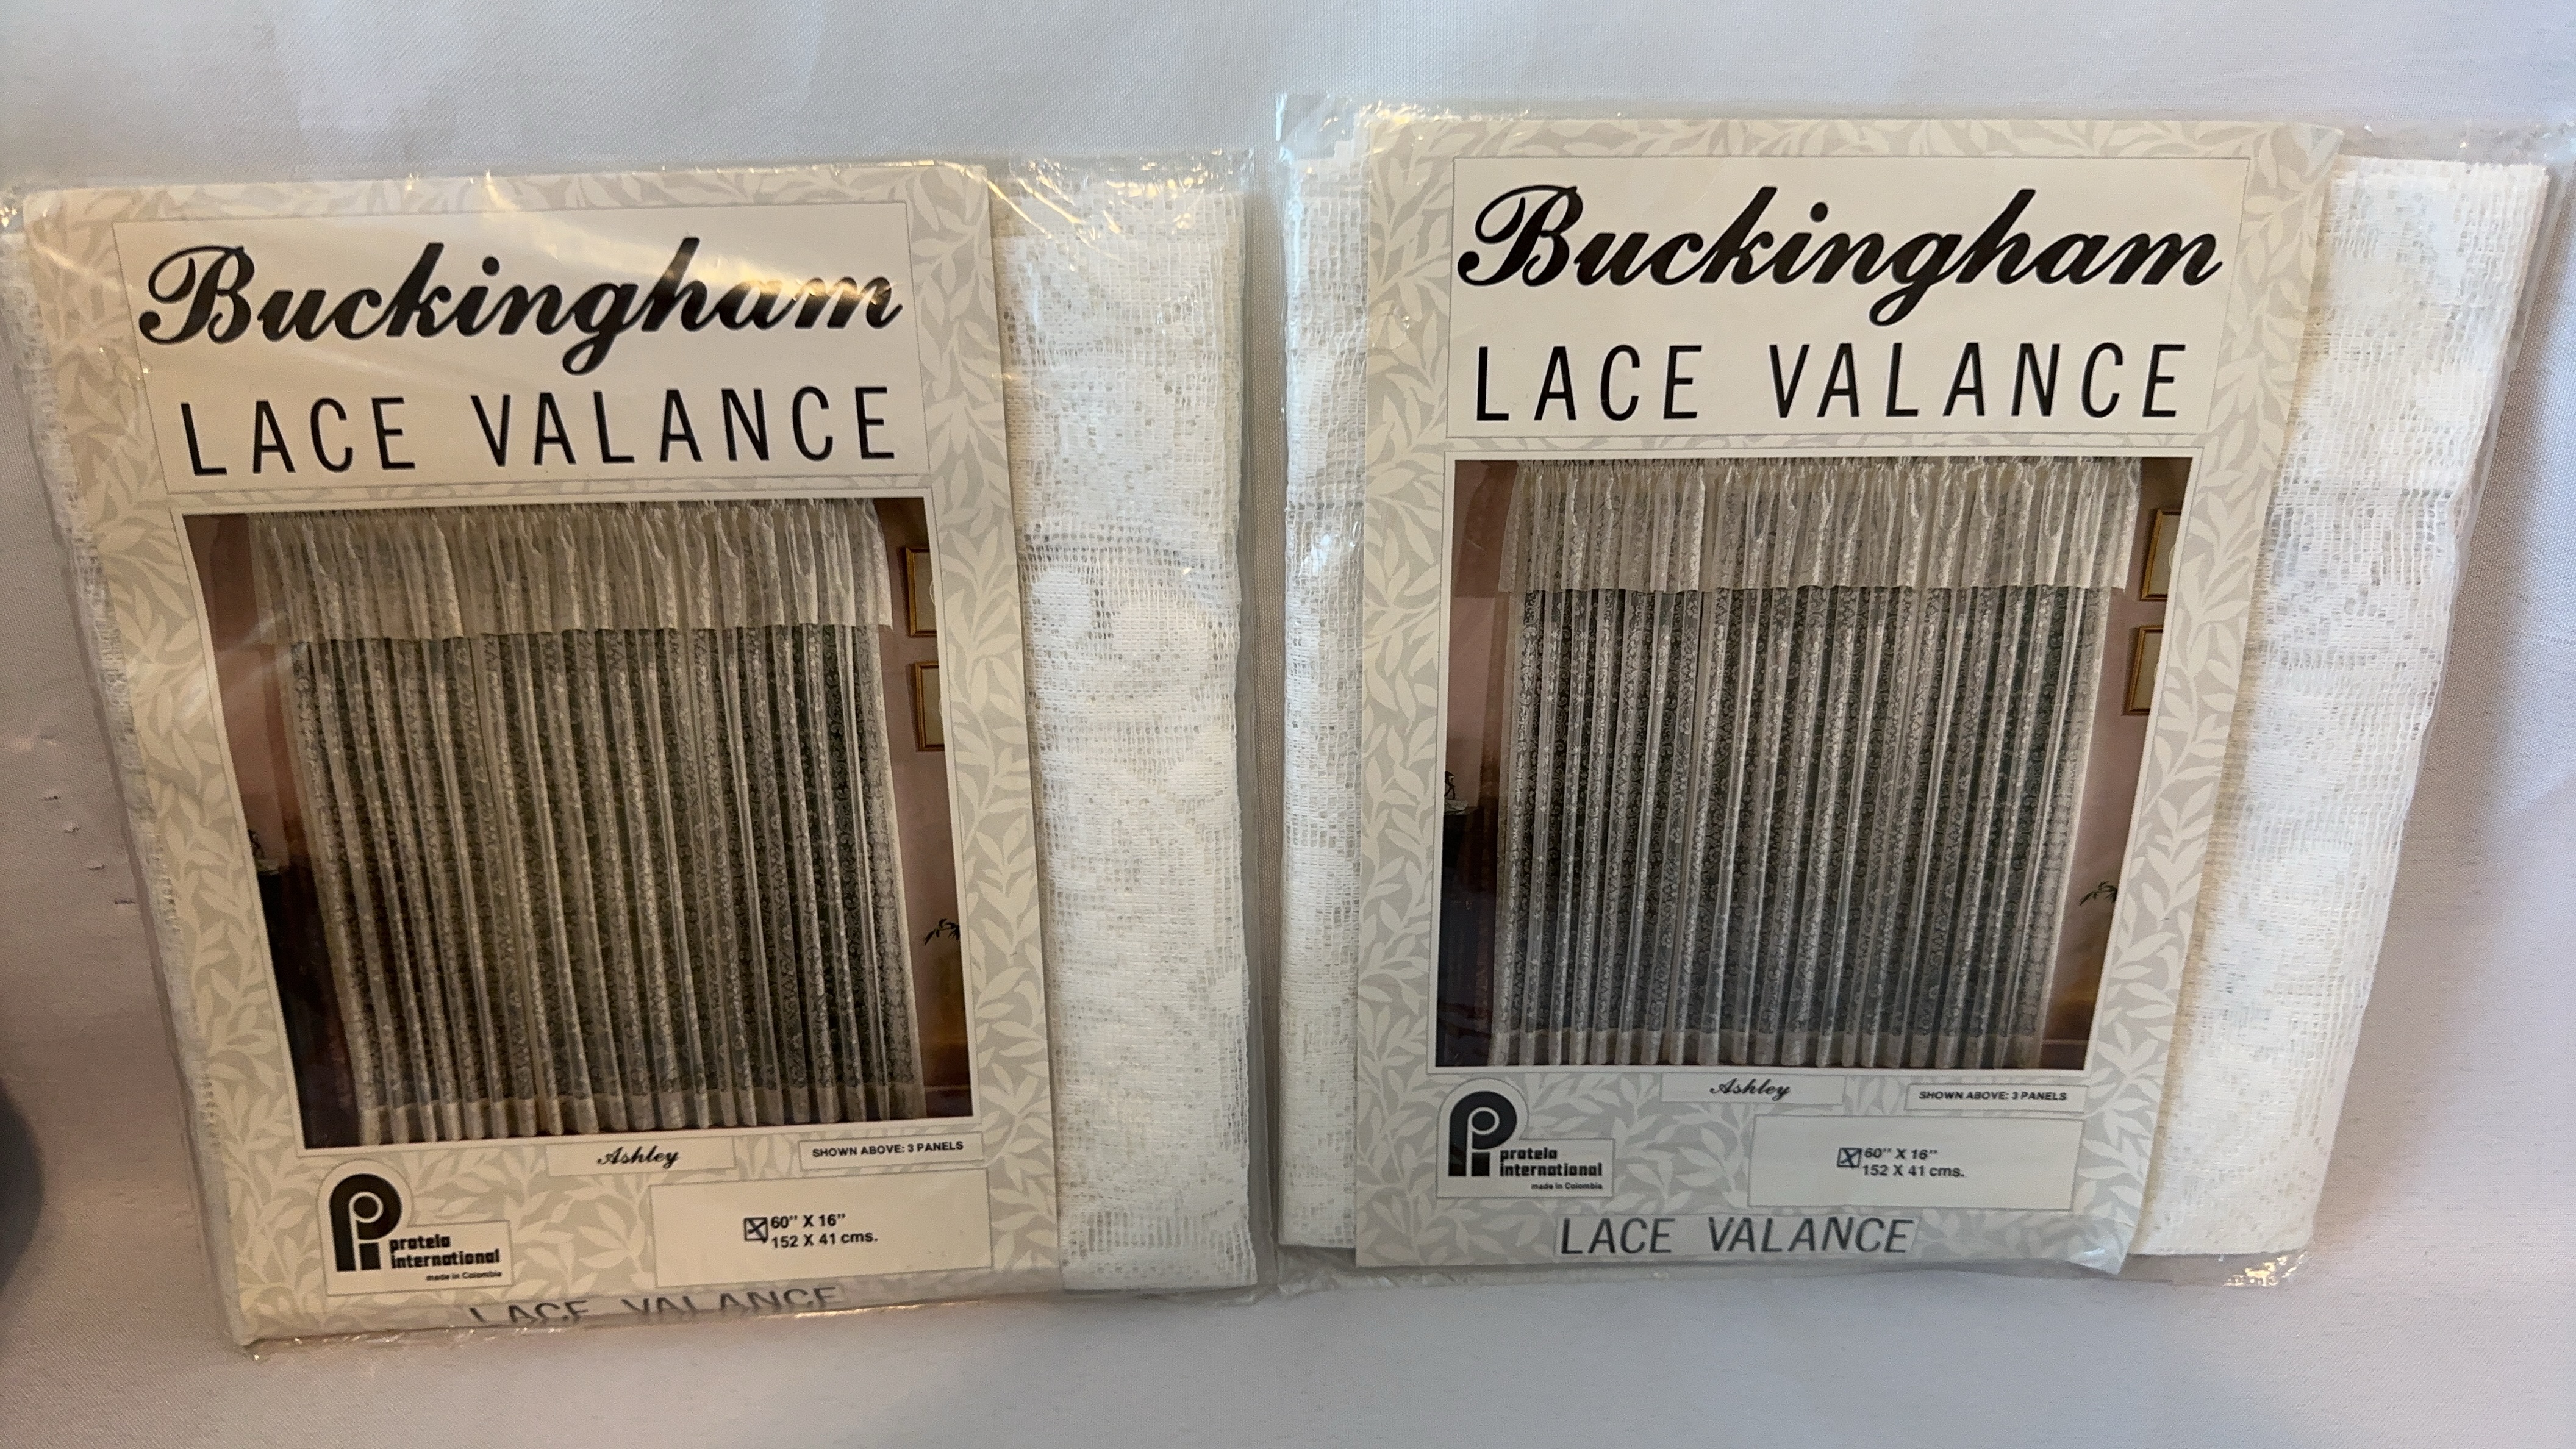 Buckingham
LACE VALANCE
Ashley
SHOWN ABOVE: 3 PANELS
protela
international
made in Colombia
60" X 16"
152 X 41 cms.
LACE VALANCE
Buckingham
LACE VALANCE
Ashley
SHOWN ABOVE: 3 PANELS
protela
international
made in Colombia
60" X 16"
152 X 41 cms.
LACE VALANCE